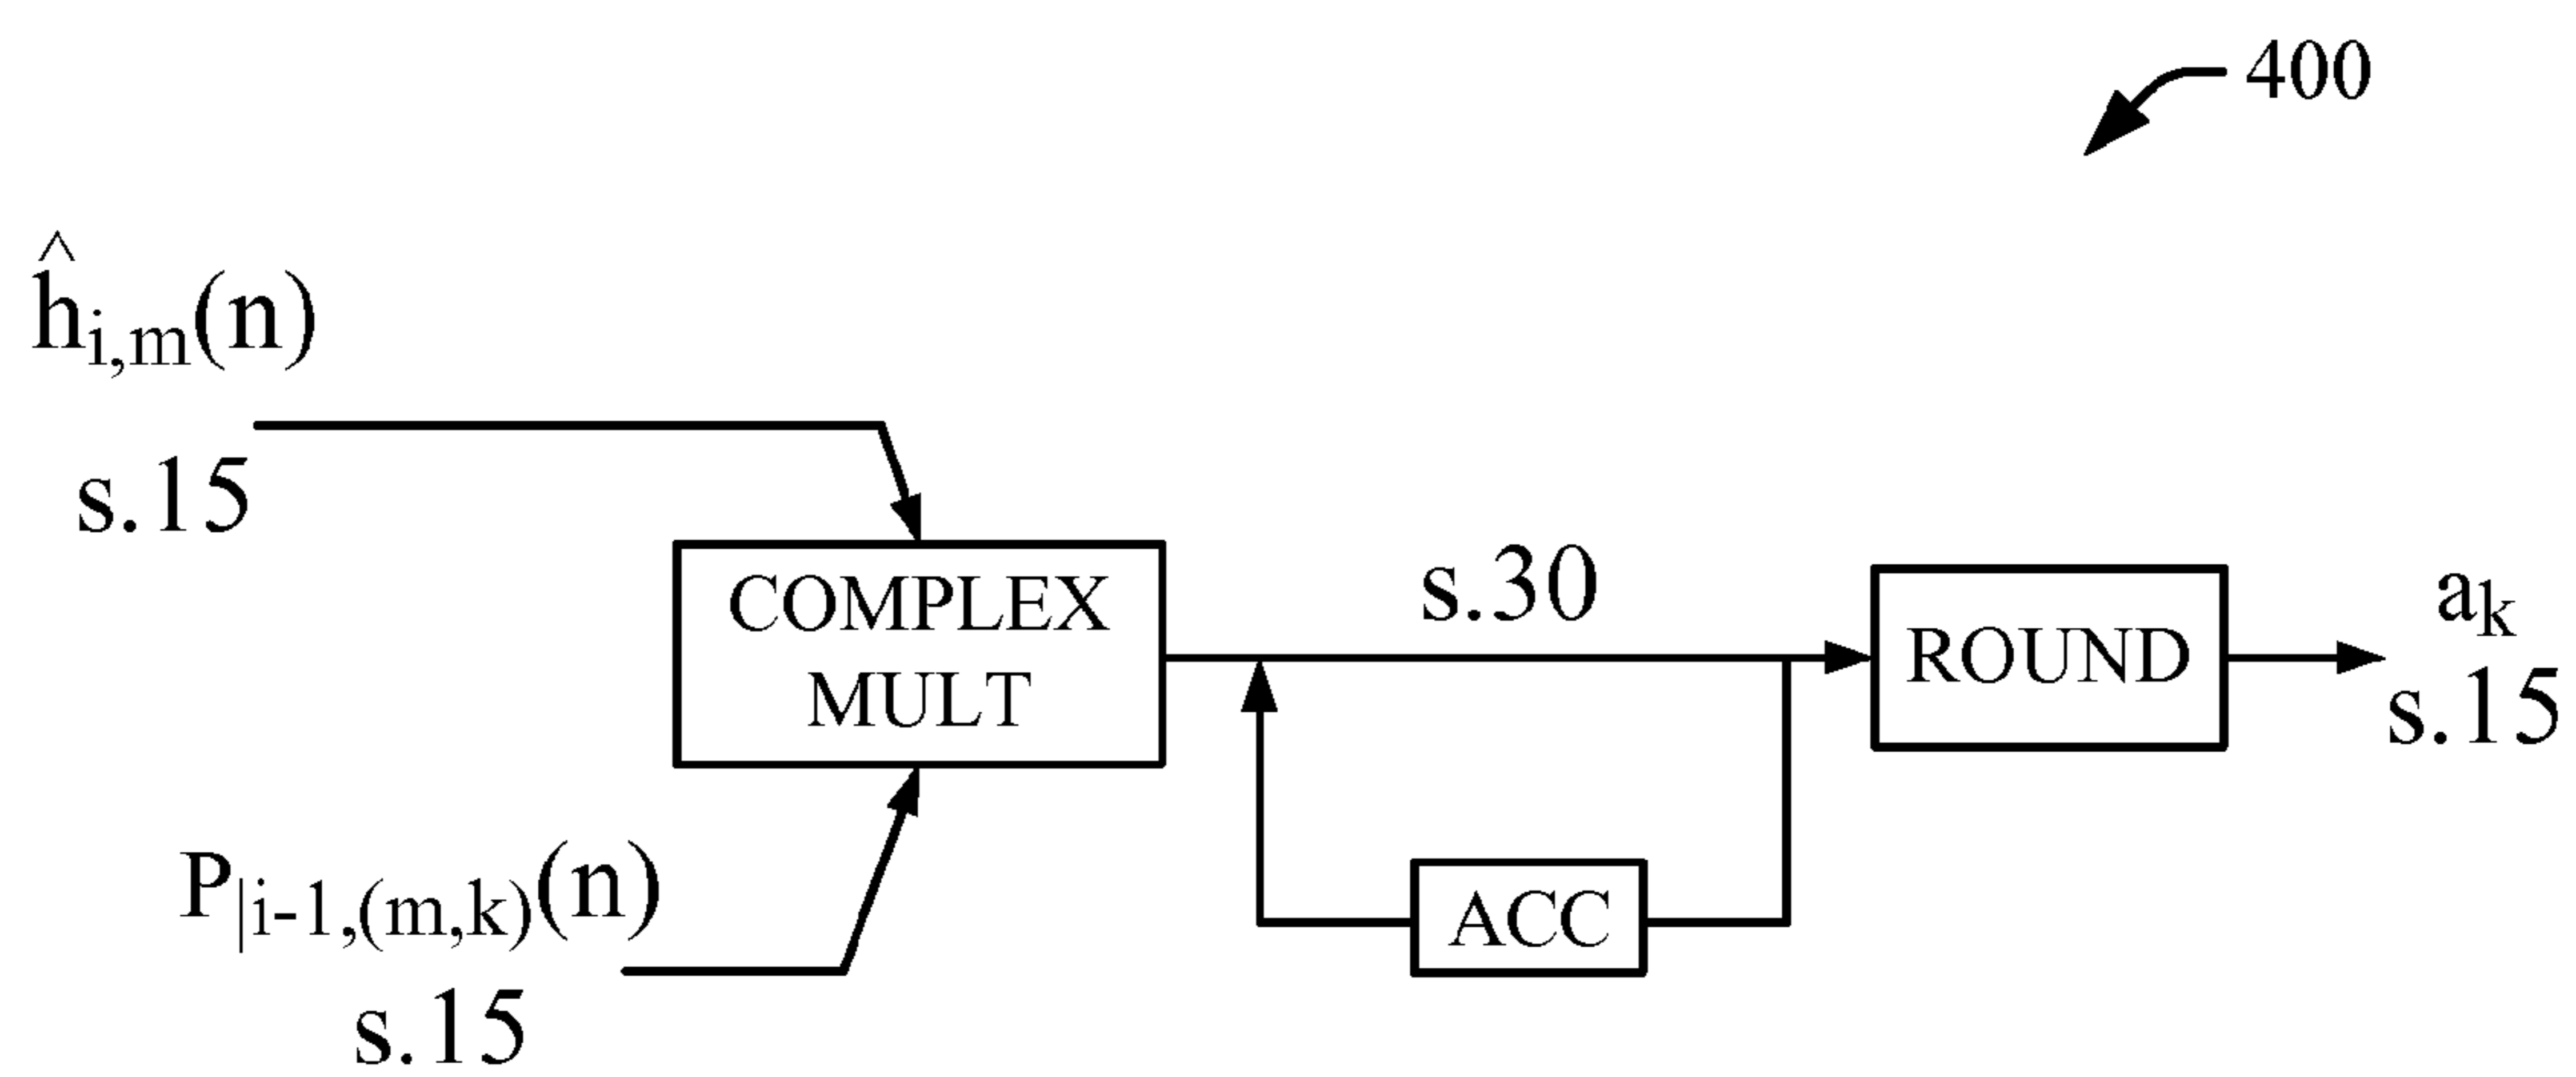 400
ĥi,m(n)
s.15
COMPLEX
MULT
s.30
ROUND
ak
s.15
P|i-1,(m,k)(n)
s.15
ACC